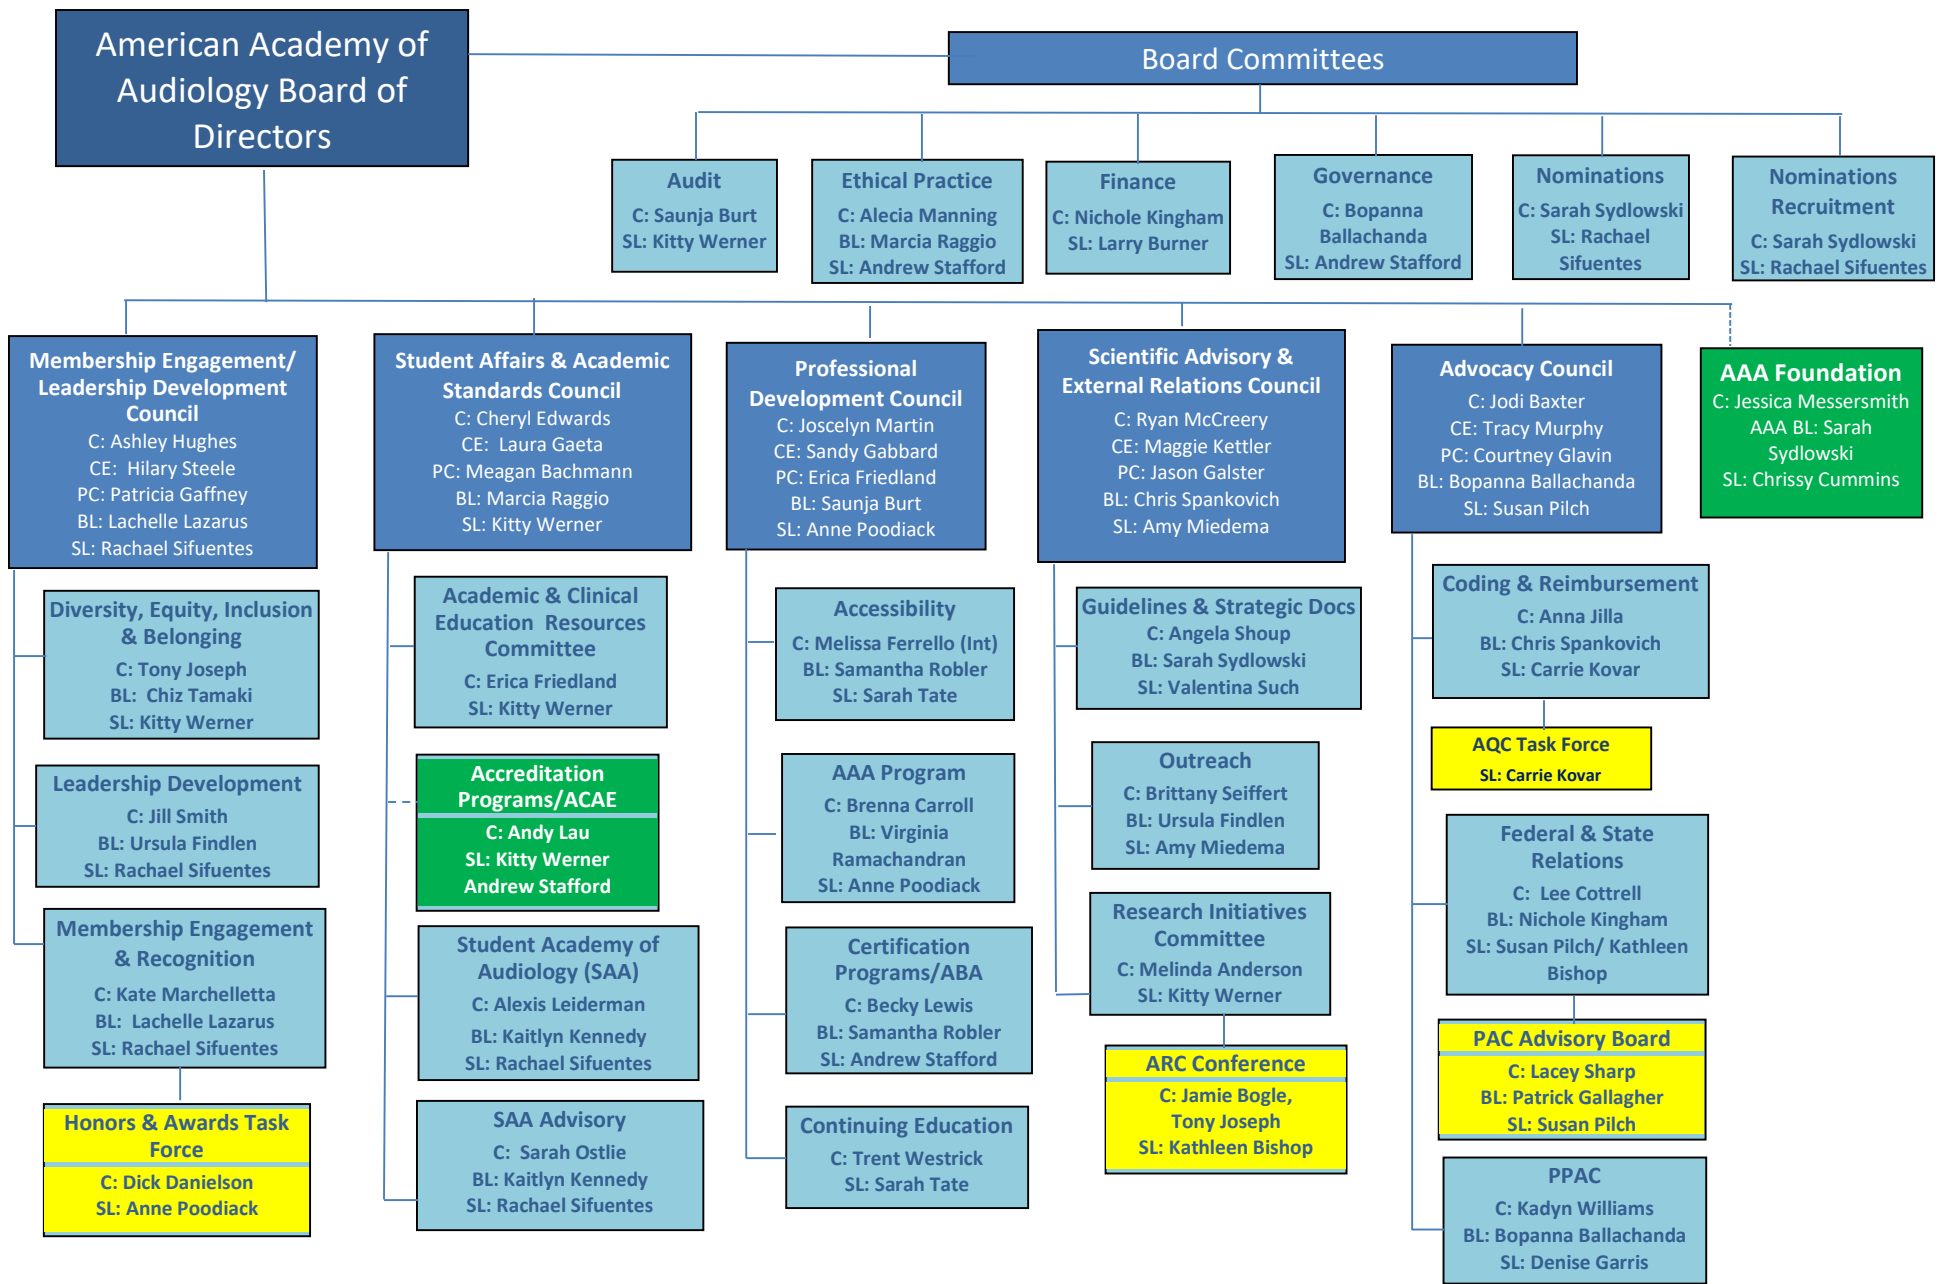 American Academy of
Audiology Board of
Directors
Board Committees
Audit
C: Saunja Burt
SL: Kitty Werner
Ethical Practice
C: Alecia Manning
BL: Marcia Raggio
SL: Andrew Stafford
Finance
C: Nichole Kingham
SL: Larry Burner
Governance
C: Bopanna
Ballachanda
SL: Andrew Stafford
Nominations
C: Sarah Sydlowski
SL: Rachael
Sifuentes
Nominations
Recruitment
C: Sarah Sydlowski
SL: Rachael Sifuentes
Membership Engagement/
Leadership Development
Council
C: Ashley Hughes
CE:  Hilary Steele
PC: Patricia Gaffney
BL: Lachelle Lazarus
SL: Rachael Sifuentes
Diversity, Equity, Inclusion
& Belonging
C: Tony Joseph
BL:  Chiz Tamaki
SL: Kitty Werner
Leadership Development
C: Jill Smith
BL: Ursula Findlen
SL: Rachael Sifuentes
Membership Engagement
& Recognition
C: Kate Marchelletta
BL:  Lachelle Lazarus
SL: Rachael Sifuentes
Honors & Awards Task
Force
C: Dick Danielson
SL: Anne Poodiack
Student Affairs & Academic
Standards Council
C: Cheryl Edwards
CE:  Laura Gaeta
PC: Meagan Bachmann
BL: Marcia Raggio
SL: Kitty Werner
Academic & Clinical
Education  Resources
Committee
C: Erica Friedland
SL: Kitty Werner
Accreditation
Programs/ACAE
C: Andy Lau
SL: Kitty Werner
Andrew Stafford
Student Academy of
Audiology (SAA)
C: Alexis Leiderman
BL: Kaitlyn Kennedy
SL: Rachael Sifuentes
SAA Advisory
C:  Sarah Ostlie
BL: Kaitlyn Kennedy
SL: Rachael Sifuentes
Professional
Development Council
C: Joscelyn Martin
CE: Sandy Gabbard
PC: Erica Friedland
BL: Saunja Burt
SL: Anne Poodiack
Accessibility
C: Melissa Ferrello (Int)
BL: Samantha Robler
SL: Sarah Tate
AAA Program
C: Brenna Carroll
BL: Virginia
Ramachandran
SL: Anne Poodiack
Certification
Programs/ABA
C: Becky Lewis
BL: Samantha Robler
SL: Andrew Stafford
Continuing Education
C: Trent Westrick
SL: Sarah Tate
Scientific Advisory &
External Relations Council
C: Ryan McCreery
CE: Maggie Kettler
PC: Jason Galster
BL: Chris Spankovich
SL: Amy Miedema
Guidelines & Strategic Docs
C: Angela Shoup
BL: Sarah Sydlowski
SL: Valentina Such
Outreach
C: Brittany Seiffert
BL: Ursula Findlen
SL: Amy Miedema
Research Initiatives
Committee
C: Melinda Anderson
SL: Kitty Werner
ARC Conference
C: Jamie Bogle,
Tony Joseph
SL: Kathleen Bishop
Advocacy Council
C: Jodi Baxter
CE: Tracy Murphy
PC: Courtney Glavin
BL: Bopanna Ballachanda
SL: Susan Pilch
Coding & Reimbursement
C: Anna Jilla
BL: Chris Spankovich
SL: Carrie Kovar
AQC Task Force
SL: Carrie Kovar
Federal & State
Relations
C:  Lee Cottrell
BL: Nichole Kingham
SL: Susan Pilch/ Kathleen
Bishop
PAC Advisory Board
C: Lacey Sharp
BL: Patrick Gallagher
SL: Susan Pilch
PPAC
C: Kadyn Williams
BL: Bopanna Ballachanda
SL: Denise Garris
AAA Foundation
C: Jessica Messersmith
AAA BL: Sarah
Sydlowski
SL: Chrissy Cummins